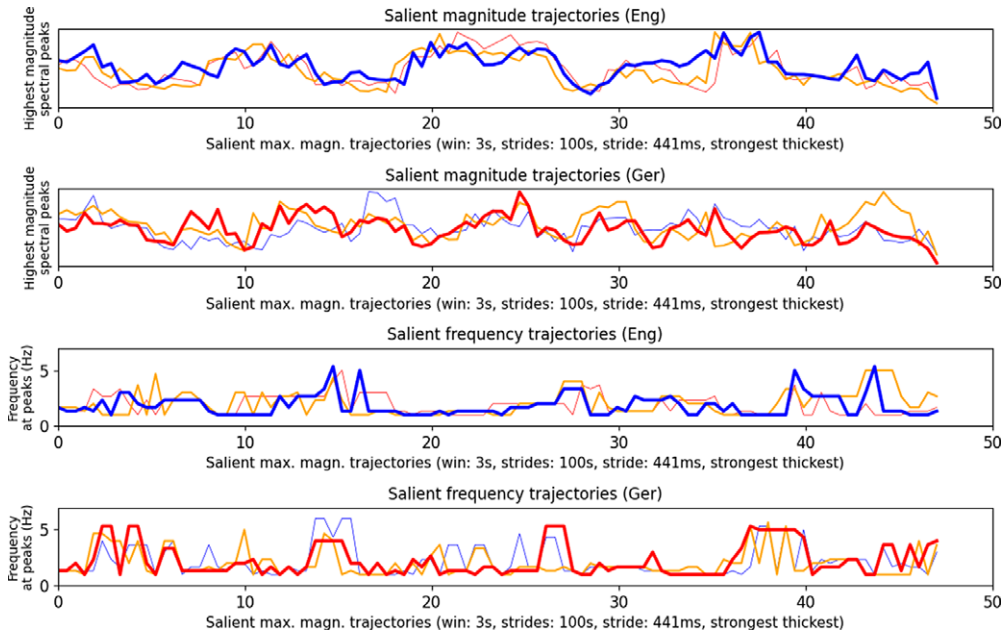 Salient magnitude trajectories (Eng)
Highest magnitude
spectral peaks
0 10 20 30 40 50
Salient max. magn. trajectories (win: 3s, strides: 100s, stride: 441ms, strongest thickest)
Salient magnitude trajectories (Ger)
Highest magnitude
spectral peaks
0 10 20 30 40 50
Salient max. magn. trajectories (win: 3s, strides: 100s, stride: 441ms, strongest thickest)
Salient frequency trajectories (Eng)
Frequency
at peaks (Hz)
5
0
0 10 20 30 40 50
Salient max. magn. trajectories (win: 3s, strides: 100s, stride: 441ms, strongest thickest)
Salient frequency trajectories (Ger)
Frequency
at peaks (Hz)
5
0
0 10 20 30 40 50
Salient max. magn. trajectories (win: 3s, strides: 100s, stride: 441ms, strongest thickest)